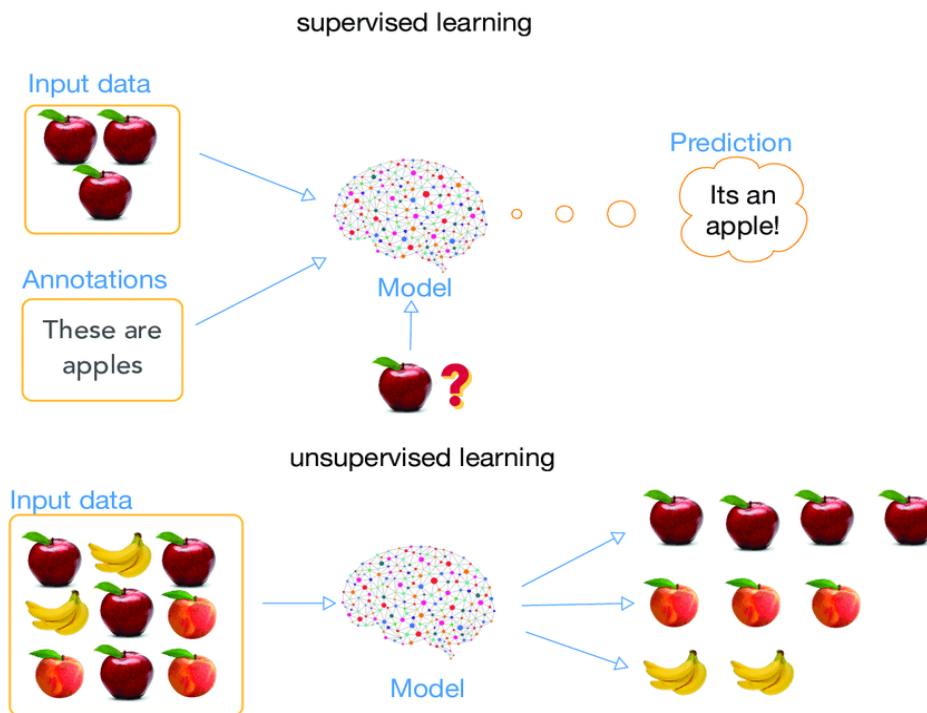 supervised learning
Input data
Prediction
Its an
apple!
Annotations
Model
These are
apples
?
unsupervised learning
Input data
Model